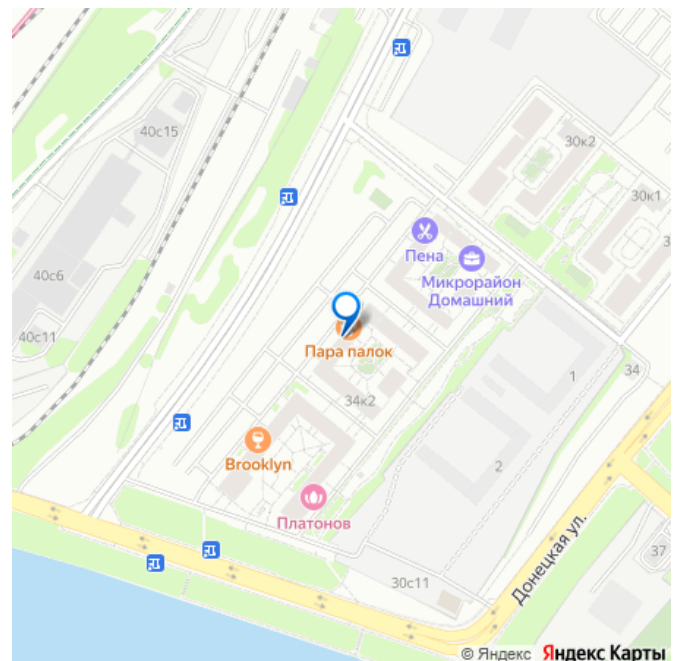 40с15
30к2
30к1
3
Пена
Микрорайон
Домашний
40с6
40с11
Пара палок
34
1
34к2
Brooklyn
2
Платонов
Донецкая ул.
37
30с11
© Яндекс Яндекс Карты